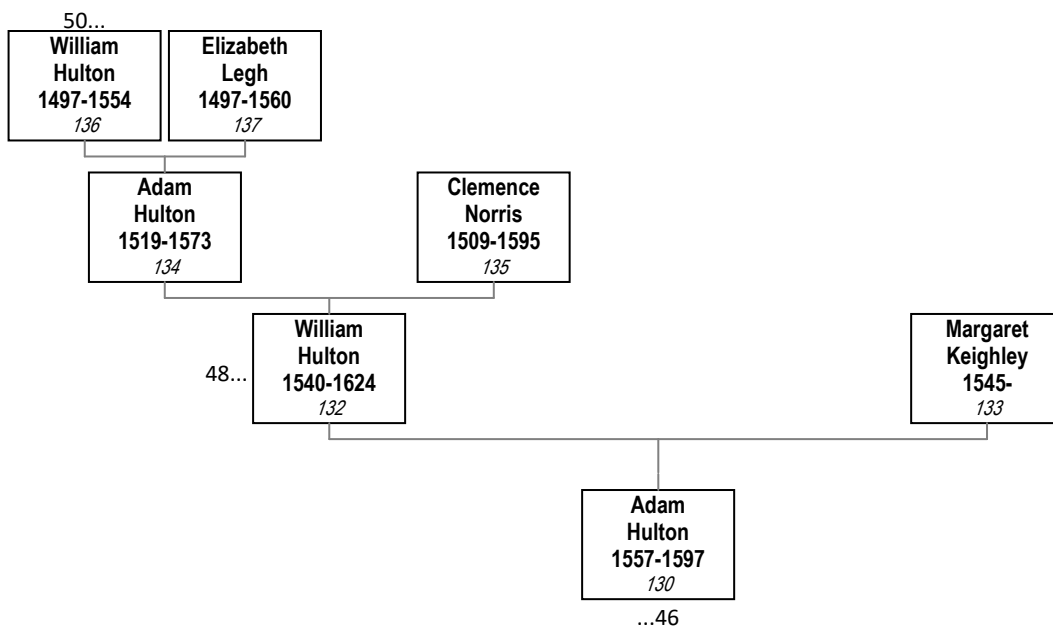 50...
William
Hulton
1497-1554
136
Elizabeth
Legh
1497-1560
137
Adam
Hulton
1519-1573
134
Clemence
Norris
1509-1595
135
48...
William
Hulton
1540-1624
132
Margaret
Keighley
1545-
133
Adam
Hulton
1557-1597
130
...46